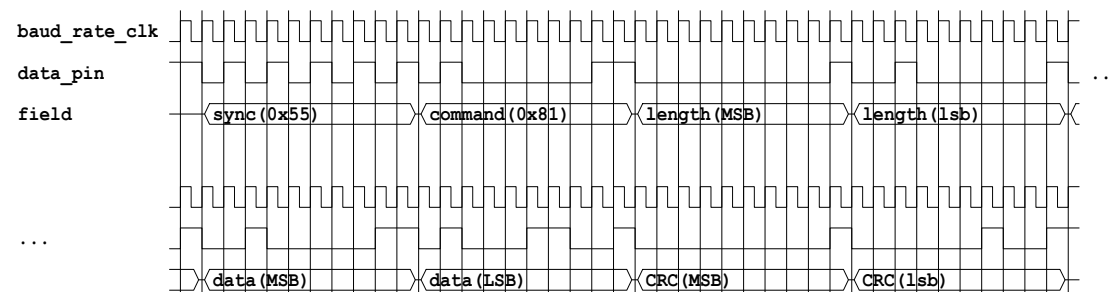 baud_rate_clk
data_pin ..
field sync(0x55) command(0x81) length(MSB) length(lsb)
...
data(MSB) data(LSB) CRC(MSB) CRC(lsb)